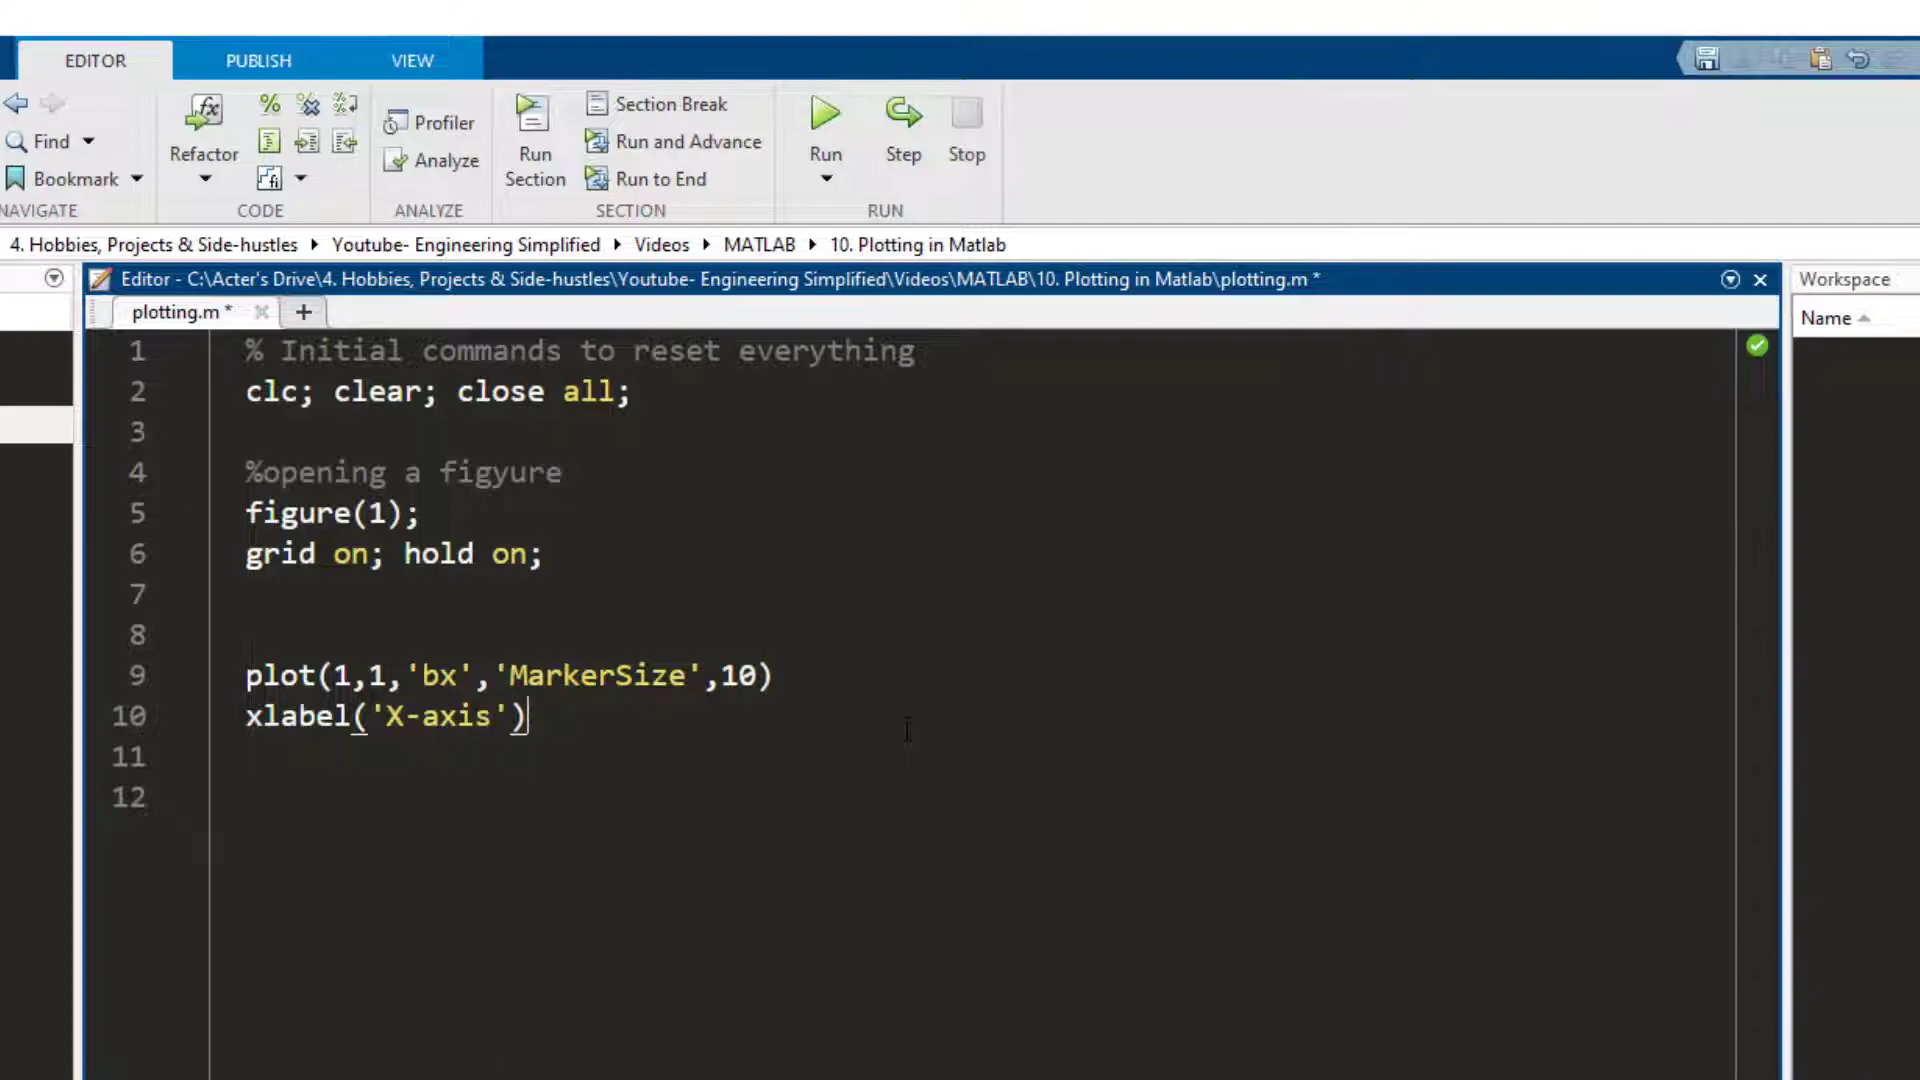 EDITOR PUBLISH VIEW
Find
Bookmark
NAVIGATE
Refactor
CODE
Profiler
Analyze
ANALYZE
Run Section
Section Break
Run and Advance
Run to End
SECTION
Run Step Stop
RUN
4. Hobbies, Projects & Side-hustles Youtube- Engineering Simplified Videos MATLAB 10. Plotting in Matlab
Editor - C:\Acter's Drive\4. Hobbies, Projects & Side-hustles\Youtube- Engineering Simplified\Videos\MATLAB\10. Plotting in Matlab\plotting.m *
Workspace
plotting.m *
Name
1 % Initial commands to reset everything
2 clc; clear; close all;
3
4 %opening a figyure
5 figure(1);
6 grid on; hold on;
7
8
9 plot(1,1,'bx','MarkerSize',10)
10 xlabel('X-axis')
11
12